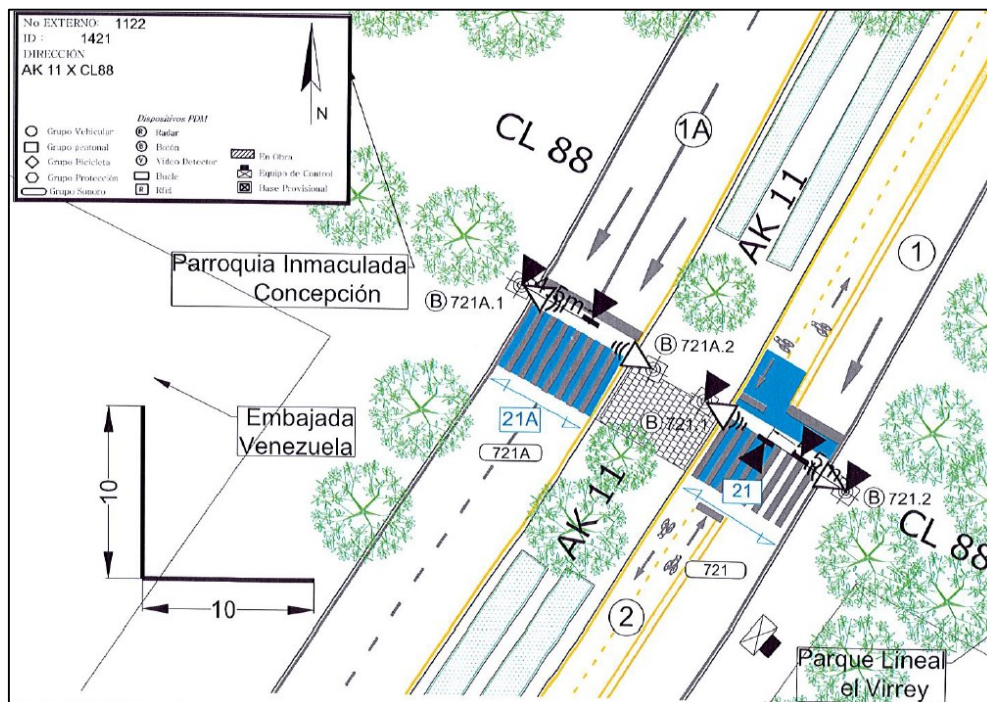 No EXTERNO: 1122
ID : 1421
DIRECCIÓN
AK 11 X CL88
N
Dispositivos PDM
Grupo Vehicular
R Radar
Grupo peatonal
B Botón
Grupo Bicicleta
V Video Detector
En Obra
Grupo Protección
Bucle
Equipo de Control
Grupo Sonoro
R Rfid
Base Provisional
CL 88
1A
AK 11
1
Parroquia Inmaculada
Concepción
B 721A.1
B 721A.2
Embajada
Venezuela
21A
721A
B 721.1
21
B 721.2
CL 88
10
10
AK 11
721
2
Parque Lineal
el Virrey